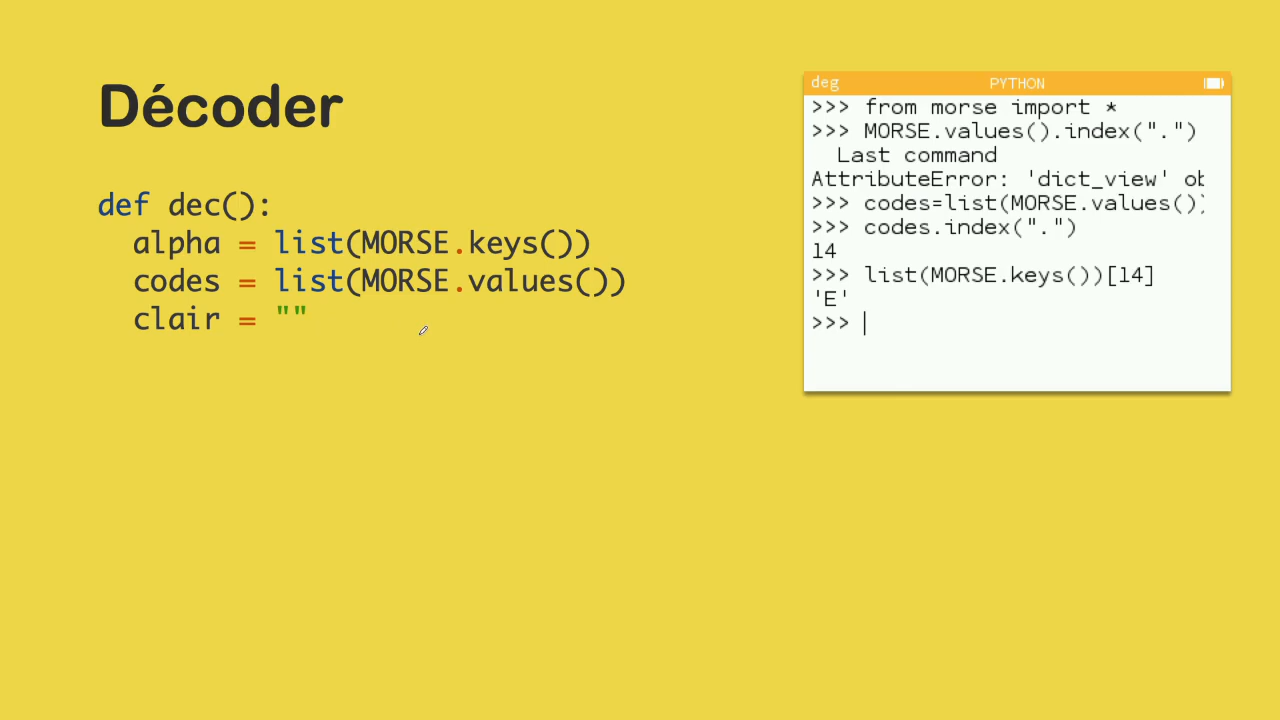 Décoder
def dec():
alpha = list(MORSE.keys())
codes = list(MORSE.values())
clair = ""
deg PYTHON
>>> from morse import *
>>> MORSE.values().index(".")
Last command
AttributeError: 'dict_view' ob
>>> codes=list(MORSE.values())
>>> codes.index(".")
14
>>> list(MORSE.keys())[14]
'E'
>>>